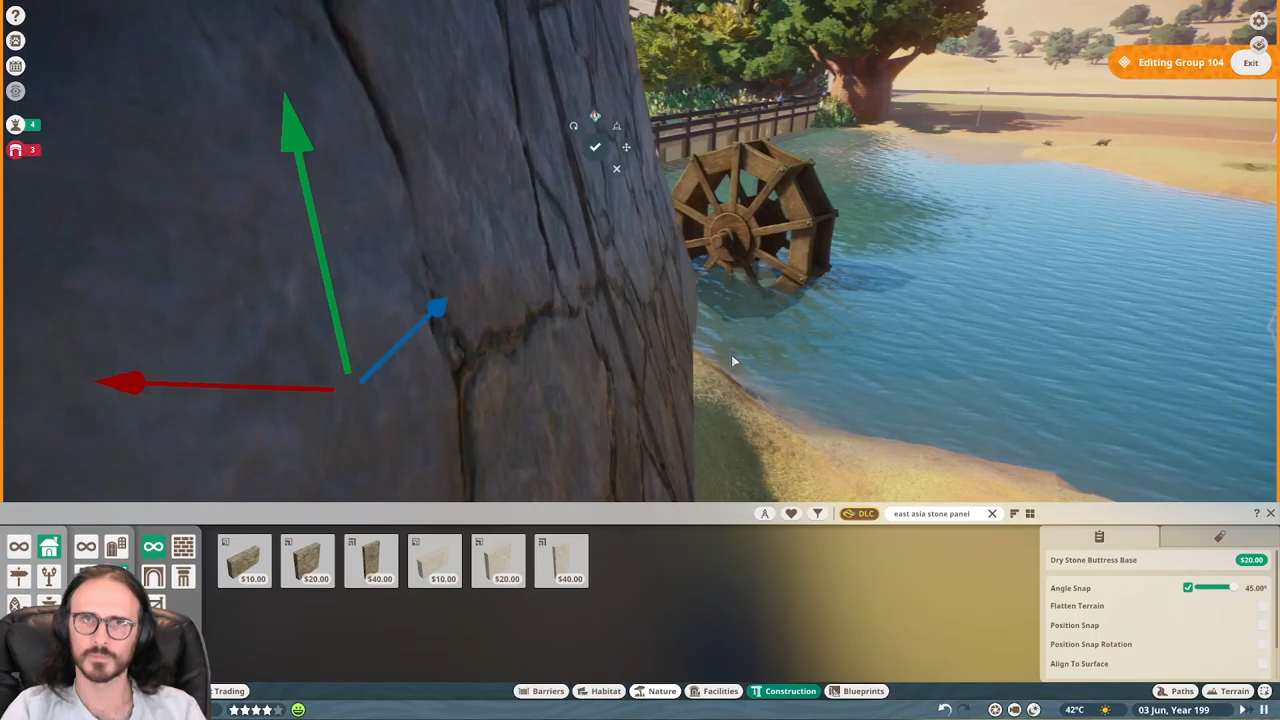 ?
Editing Group 104
Exit
4
3
DLC
east asia stone panel
?
$10.00
$20.00
$40.00
$10.00
$20.00
$40.00
Dry Stone Buttress Base
$20.00
Angle Snap
45.00°
Flatten Terrain
Position Snap
Position Snap Rotation
Align To Surface
t Trading
Barriers
Habitat
Nature
Facilities
Construction
Blueprints
Paths
Terrain
42°C
03 Jun, Year 199